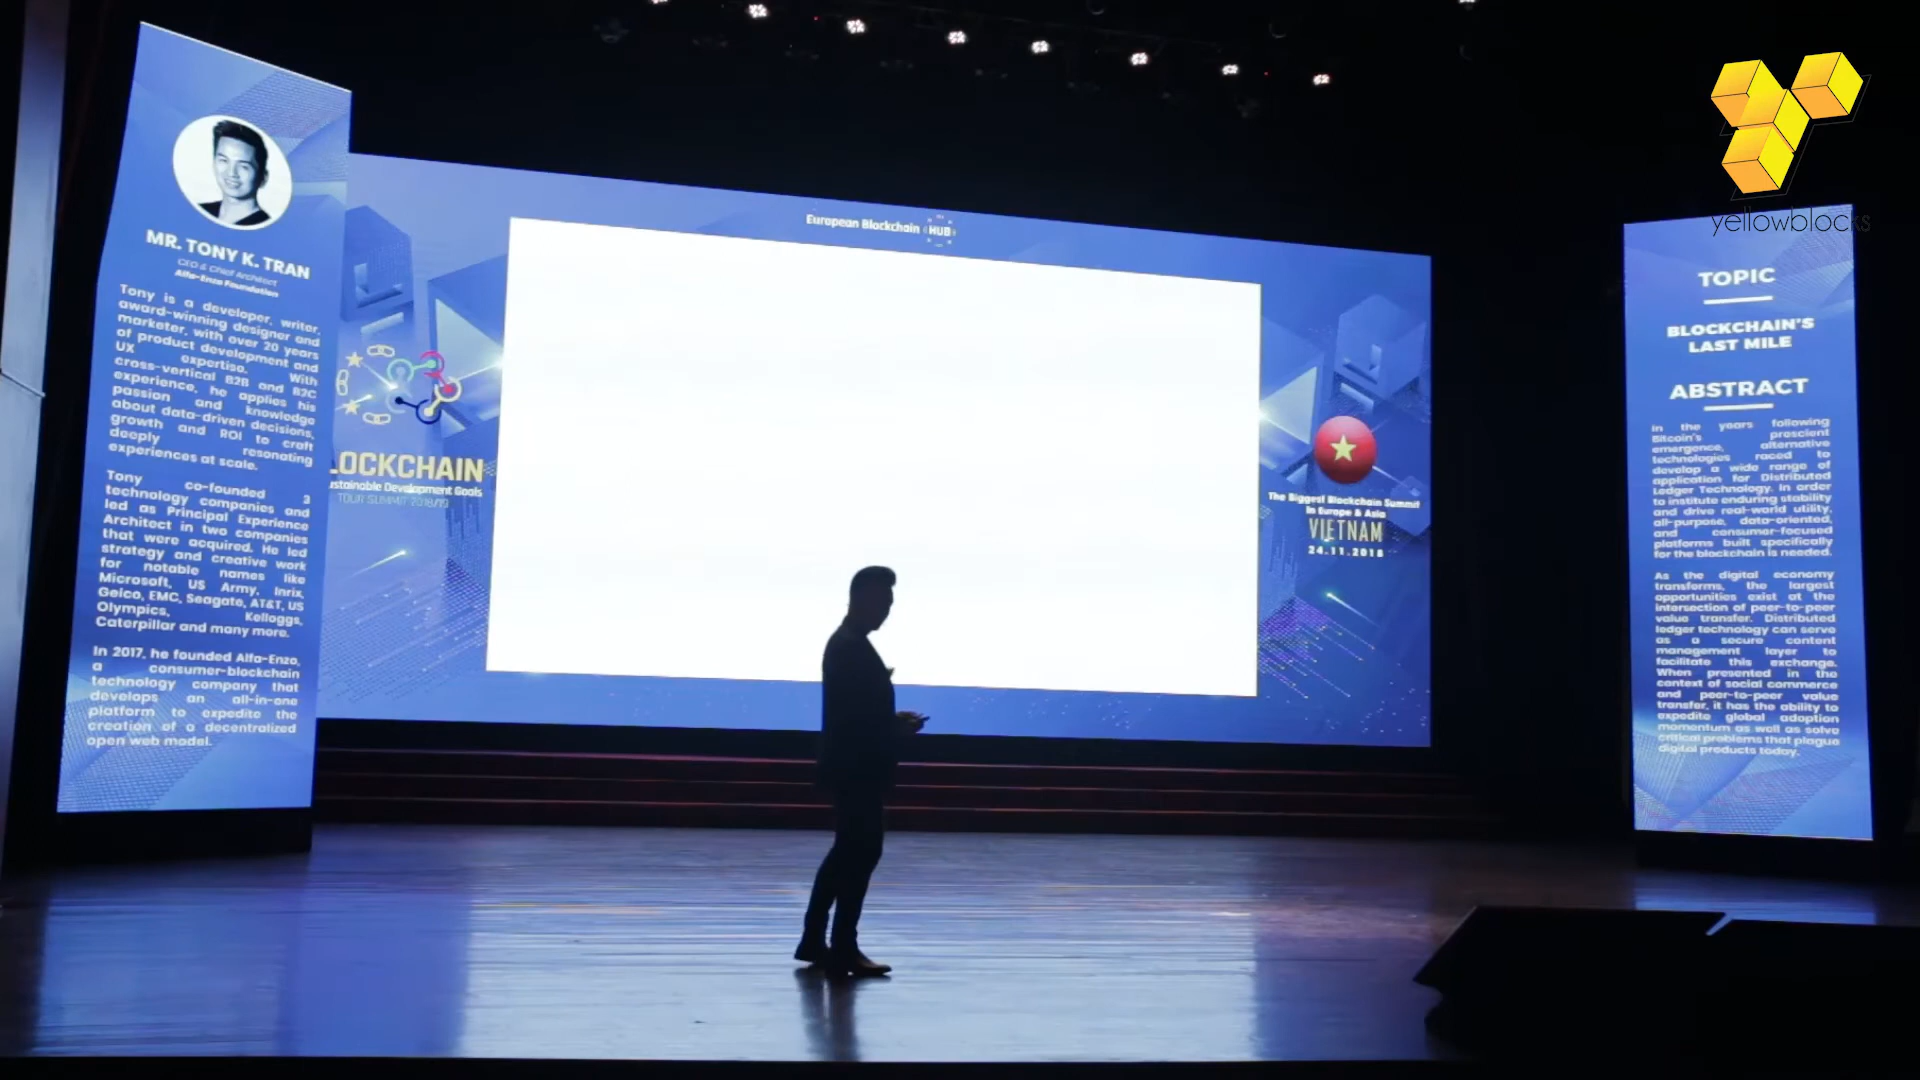 MR. TONY K. TRAN
CEO & Chief Architect
Alfa-Enzo Foundation
Tony is a developer, writer,
award-winning designer and
marketer, with over 20 years
of product development and
UX expertise. With
cross-vertical B2B and B2C
experience, he applies his
passion and knowledge
about data-driven decisions,
growth and ROI to craft
deeply resonating
experiences at scale.
Tony co-founded 3
technology companies and
led as Principal Experience
Architect in two companies
that were acquired. He led
strategy and creative work
for notable names like
Microsoft, US Army, Inrix,
Geico, EMC, Seagate, AT&T, US
Olympics, Kelloggs,
Caterpillar and many more.
In 2017, he founded Alfa-Enzo,
a consumer-blockchain
technology company that
develops an all-in-one
platform to expedite the
creation of a decentralized
open web model.
European Blockchain HUB
LOCKCHAIN
stainable Development Goals
TOUR SUMMIT 2018/19
The Biggest Blockchain Summit
In Europe & Asia
VIETNAM
24.11.2018
yellowblocks
TOPIC
BLOCKCHAIN'S
LAST MILE
ABSTRACT
In the years following
Bitcoin's prescient
emergence, alternative
technologies raced to
develop a wide range of
application for Distributed
Ledger Technology. In order
to institute enduring stability
and drive real-world utility,
all-purpose, data-oriented,
and consumer-focused
platforms built specifically
for the blockchain is needed.
As the digital economy
transforms, the largest
opportunities exist at the
intersection of peer-to-peer
value transfer. Distributed
ledger technology can serve
as a secure content
management layer to
facilitate this exchange.
When presented in the
context of social commerce
and peer-to-peer value
transfer, it has the ability to
expedite global adoption
momentum as well as solve
critical problems that plague
digital products today.